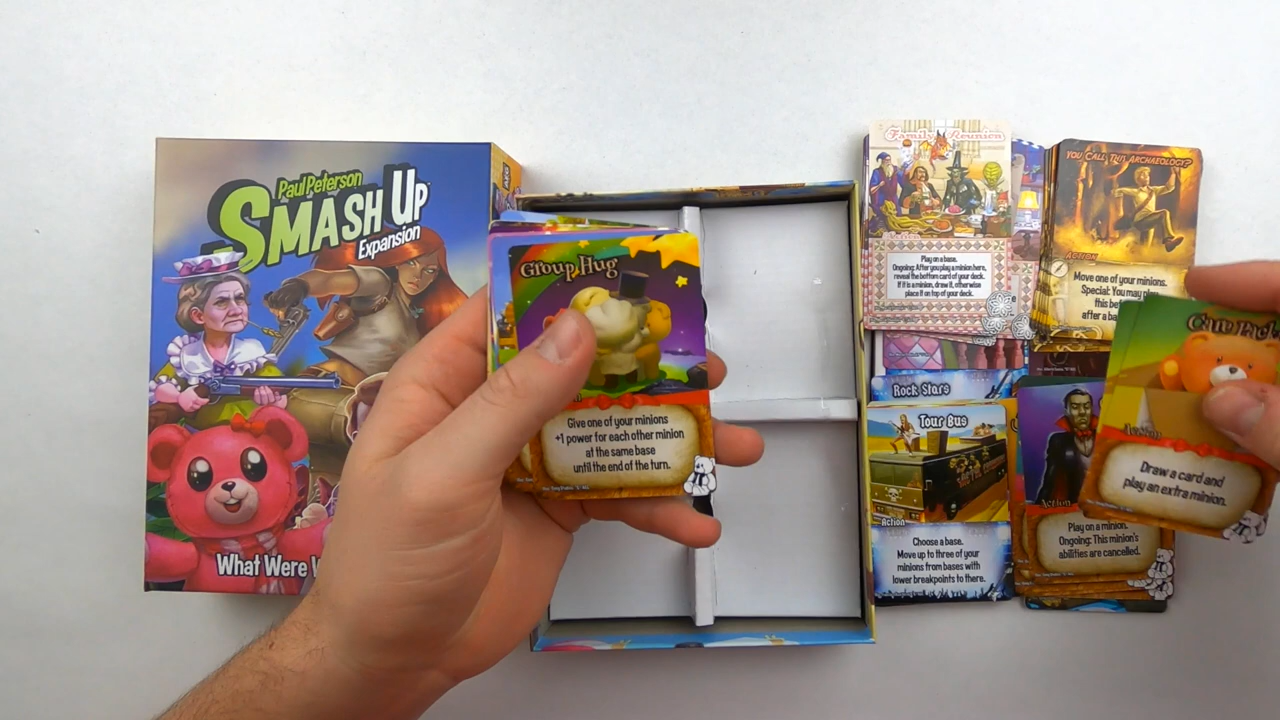 Paul Peterson
SMASH UP
Expansion
What Were W
AEG
Group Hug
Give one of your minions
+1 power for each other minion
at the same base
until the end of the turn.
Family Reunion
Play on a base.
Ongoing: After you play a minion here,
reveal the bottom card of your deck.
If it is a minion, draw it, otherwise
place it on top of your deck.
YOU CALL THIS ARCHAEOLOGY?
Action
Move one of your minions.
Special: You may pl
this be
after a ba
Rock Stars
Tour Bus
Action
Choose a base.
Move up to three of your
minions from bases with
lower breakpoints to there.
Action
Play on a minion.
Ongoing: This minion's
abilities are cancelled.
Action
Draw a card and
play an extra minion.